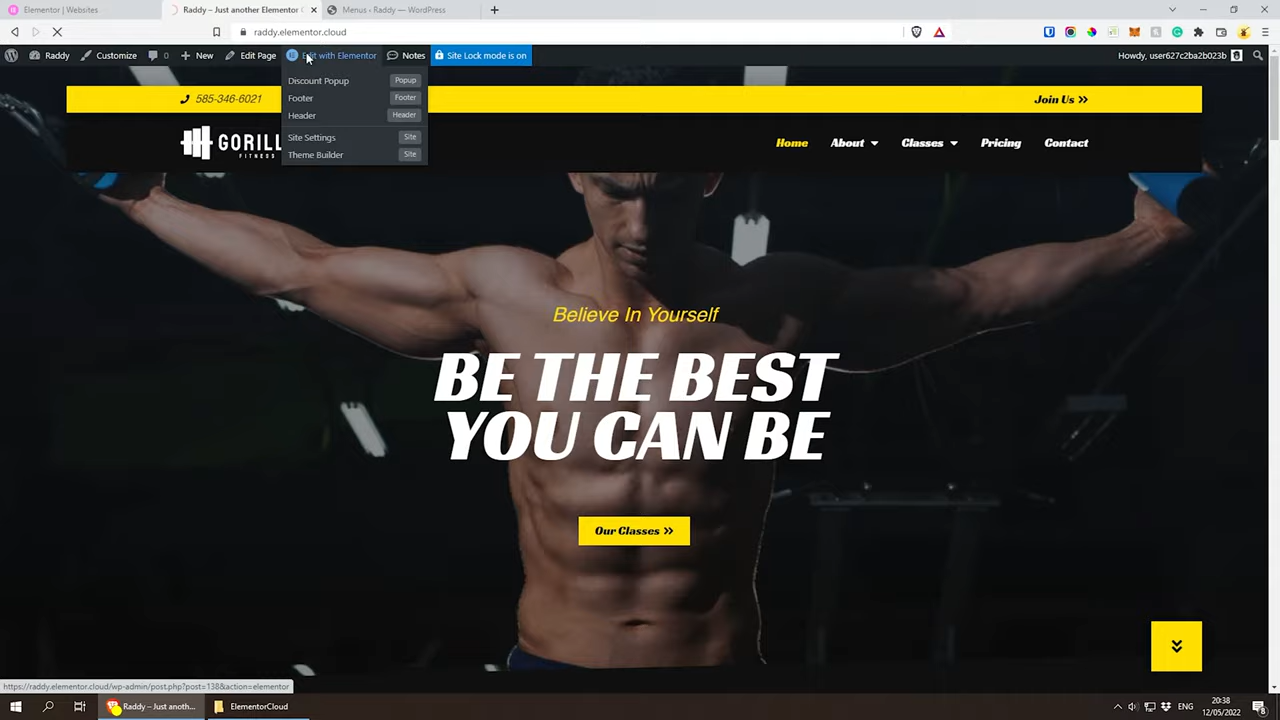 Elementor | Websites
Raddy – Just another Elementor
Menus ‹ Raddy — WordPress
raddy.elementor.cloud
Raddy
Customize
0
New
Edit Page
Edit with Elementor
Notes
Site Lock mode is on
Howdy, user627c2ba2b023b
Discount Popup
Popup
Footer
Footer
Header
Header
Site Settings
Site
Theme Builder
Site
585-346-6021
Join Us
GORILL
FITNESS
Home
About
Classes
Pricing
Contact
Believe In Yourself
BE THE BEST
YOU CAN BE
Our Classes
https://raddy.elementor.cloud/wp-admin/post.php?post=138&action=elementor
Raddy – Just anoth...
ElementorCloud
ENG
20:38
12/05/2022